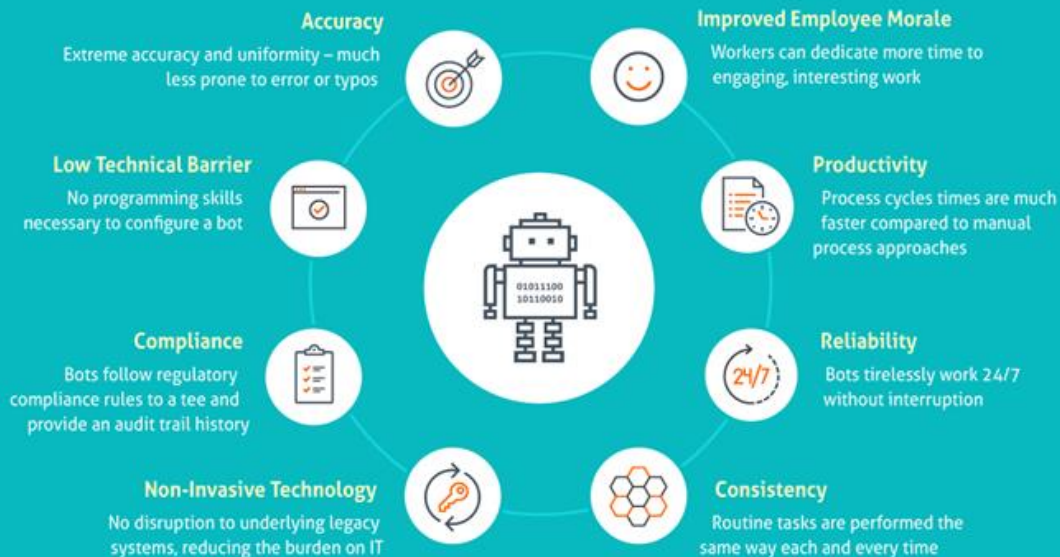 Accuracy
Extreme accuracy and uniformity – much
less prone to error or typos
Improved Employee Morale
Workers can dedicate more time to
engaging, interesting work
Low Technical Barrier
No programming skills
necessary to configure a bot
Productivity
Process cycles times are much
faster compared to manual
process approaches
01011100
10110010
Compliance
Bots follow regulatory
compliance rules to a tee and
provide an audit trail history
Reliability
24/7
Bots tirelessly work 24/7
without interruption
Non-Invasive Technology
No disruption to underlying legacy
systems, reducing the burden on IT
Consistency
Routine tasks are performed the
same way each and every time